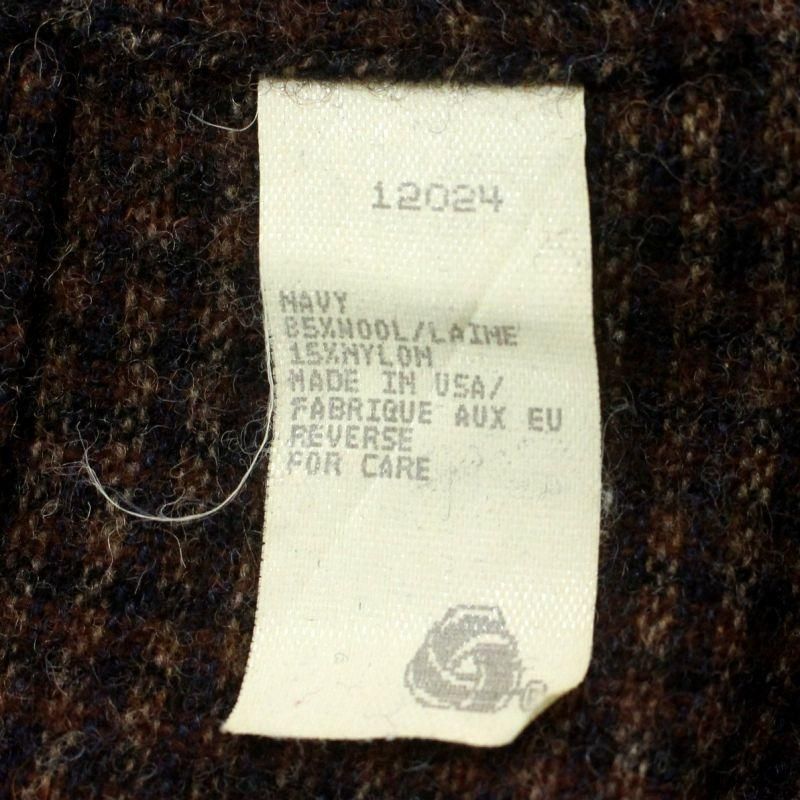 12024
NAVY
85%WOOL/LAINE
15%NYLON
MADE IN USA/
FABRIQUE AUX EU
REVERSE
FOR CARE
©